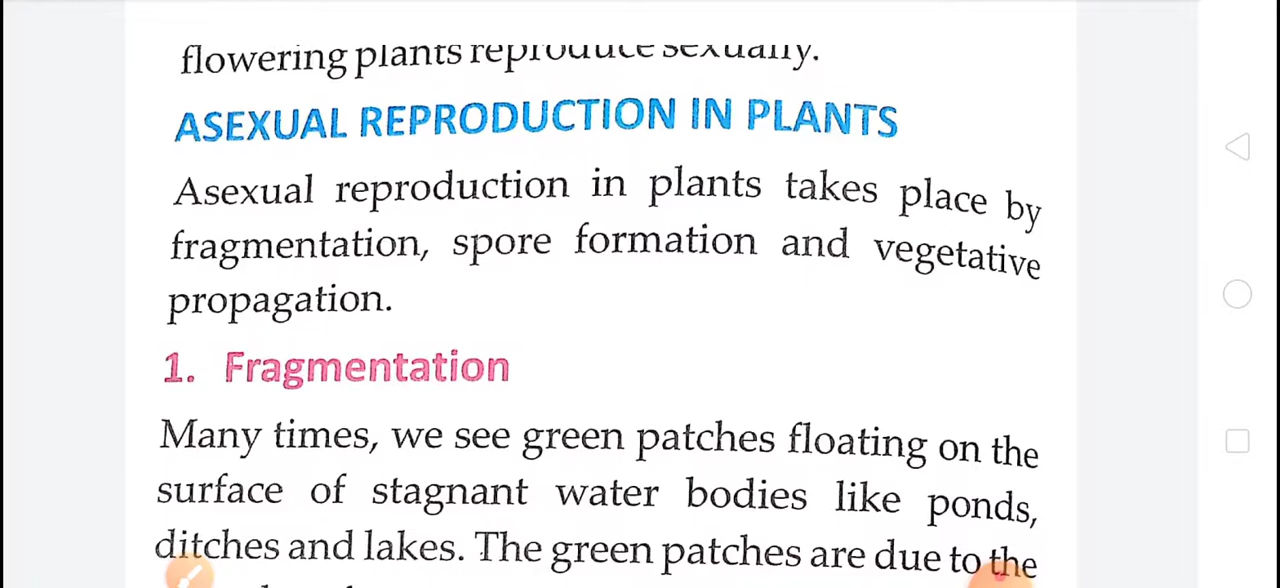 flowering plants reproduce sexually.
ASEXUAL REPRODUCTION IN PLANTS
Asexual reproduction in plants takes place by
fragmentation, spore formation and vegetative
propagation.
1. Fragmentation
Many times, we see green patches floating on the
surface of stagnant water bodies like ponds,
ditches and lakes. The green patches are due to the